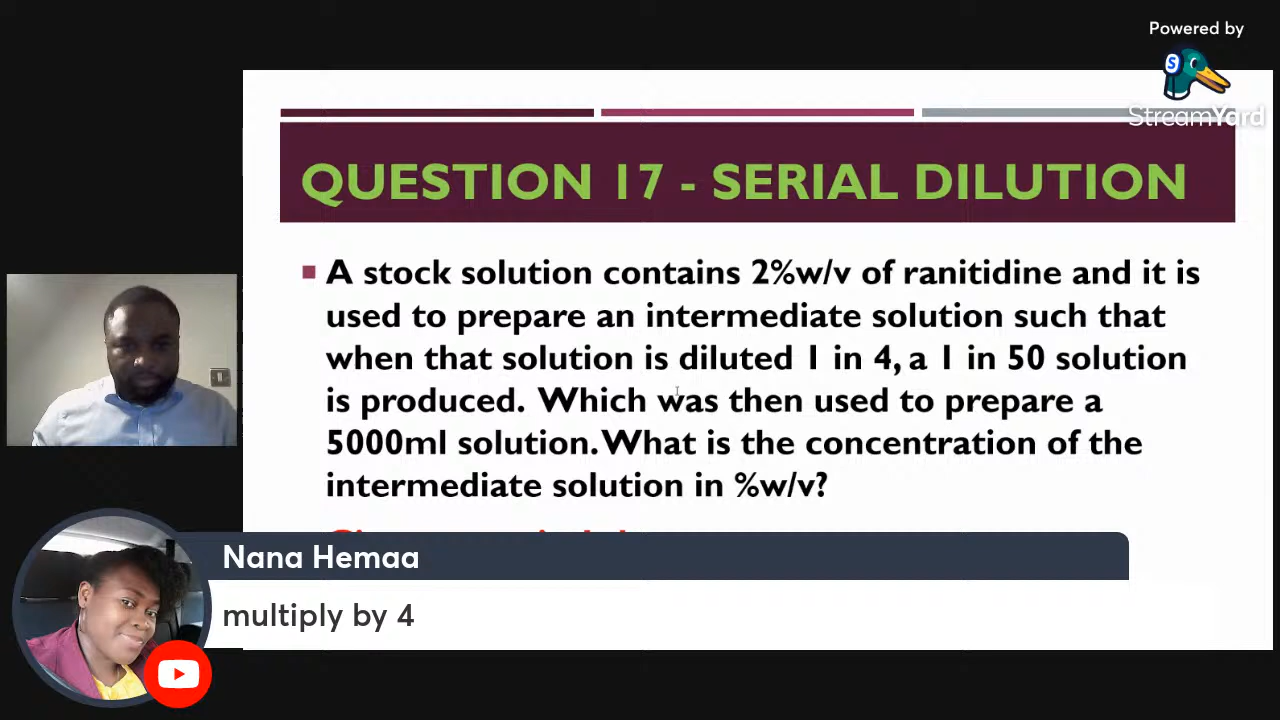 Powered by
StreamYard
QUESTION 17 - SERIAL DILUTION
A stock solution contains 2%w/v of ranitidine and it is
used to prepare an intermediate solution such that
when that solution is diluted 1 in 4, a 1 in 50 solution
is produced. Which was then used to prepare a
5000ml solution. What is the concentration of the
intermediate solution in %w/v?
Nana Hemaa
multiply by 4